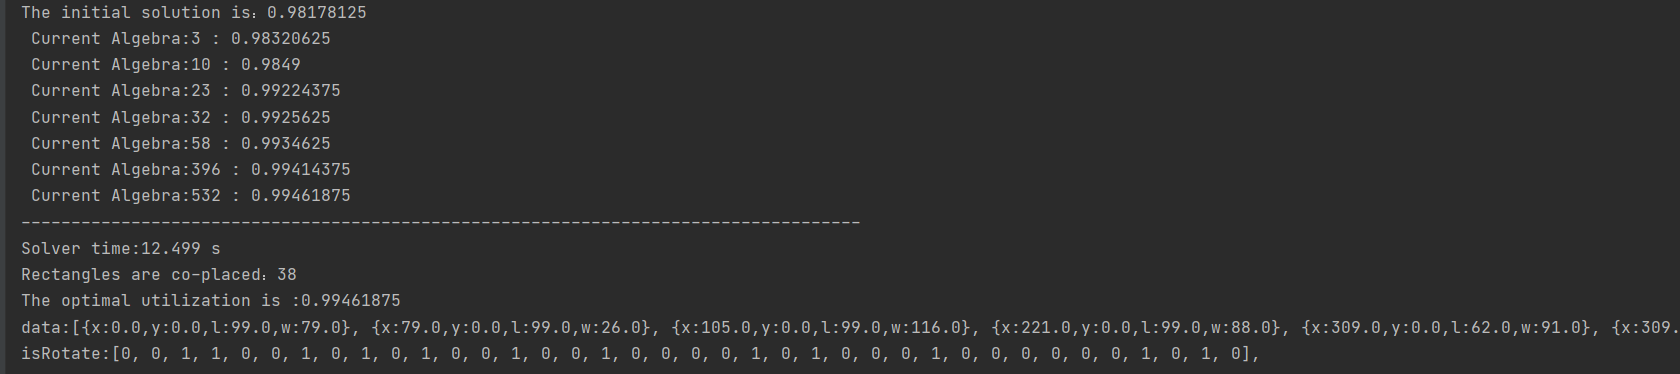 The initial solution is：0.98178125
Current Algebra:3 : 0.98320625
Current Algebra:10 : 0.9849
Current Algebra:23 : 0.99224375
Current Algebra:32 : 0.9925625
Current Algebra:58 : 0.9934625
Current Algebra:396 : 0.99414375
Current Algebra:532 : 0.99461875
------------------------------------------------------------------------------------
Solver time:12.499 s
Rectangles are co-placed：38
The optimal utilization is :0.99461875
data:[{x:0.0,y:0.0,l:99.0,w:79.0}, {x:79.0,y:0.0,l:99.0,w:26.0}, {x:105.0,y:0.0,l:99.0,w:116.0}, {x:221.0,y:0.0,l:99.0,w:88.0}, {x:309.0,y:0.0,l:62.0,w:91.0}, {x:309.
isRotate:[0, 0, 1, 1, 0, 0, 1, 0, 1, 0, 1, 0, 0, 1, 0, 0, 1, 0, 0, 0, 0, 1, 0, 1, 0, 0, 0, 1, 0, 0, 0, 0, 0, 0, 1, 0, 1, 0],